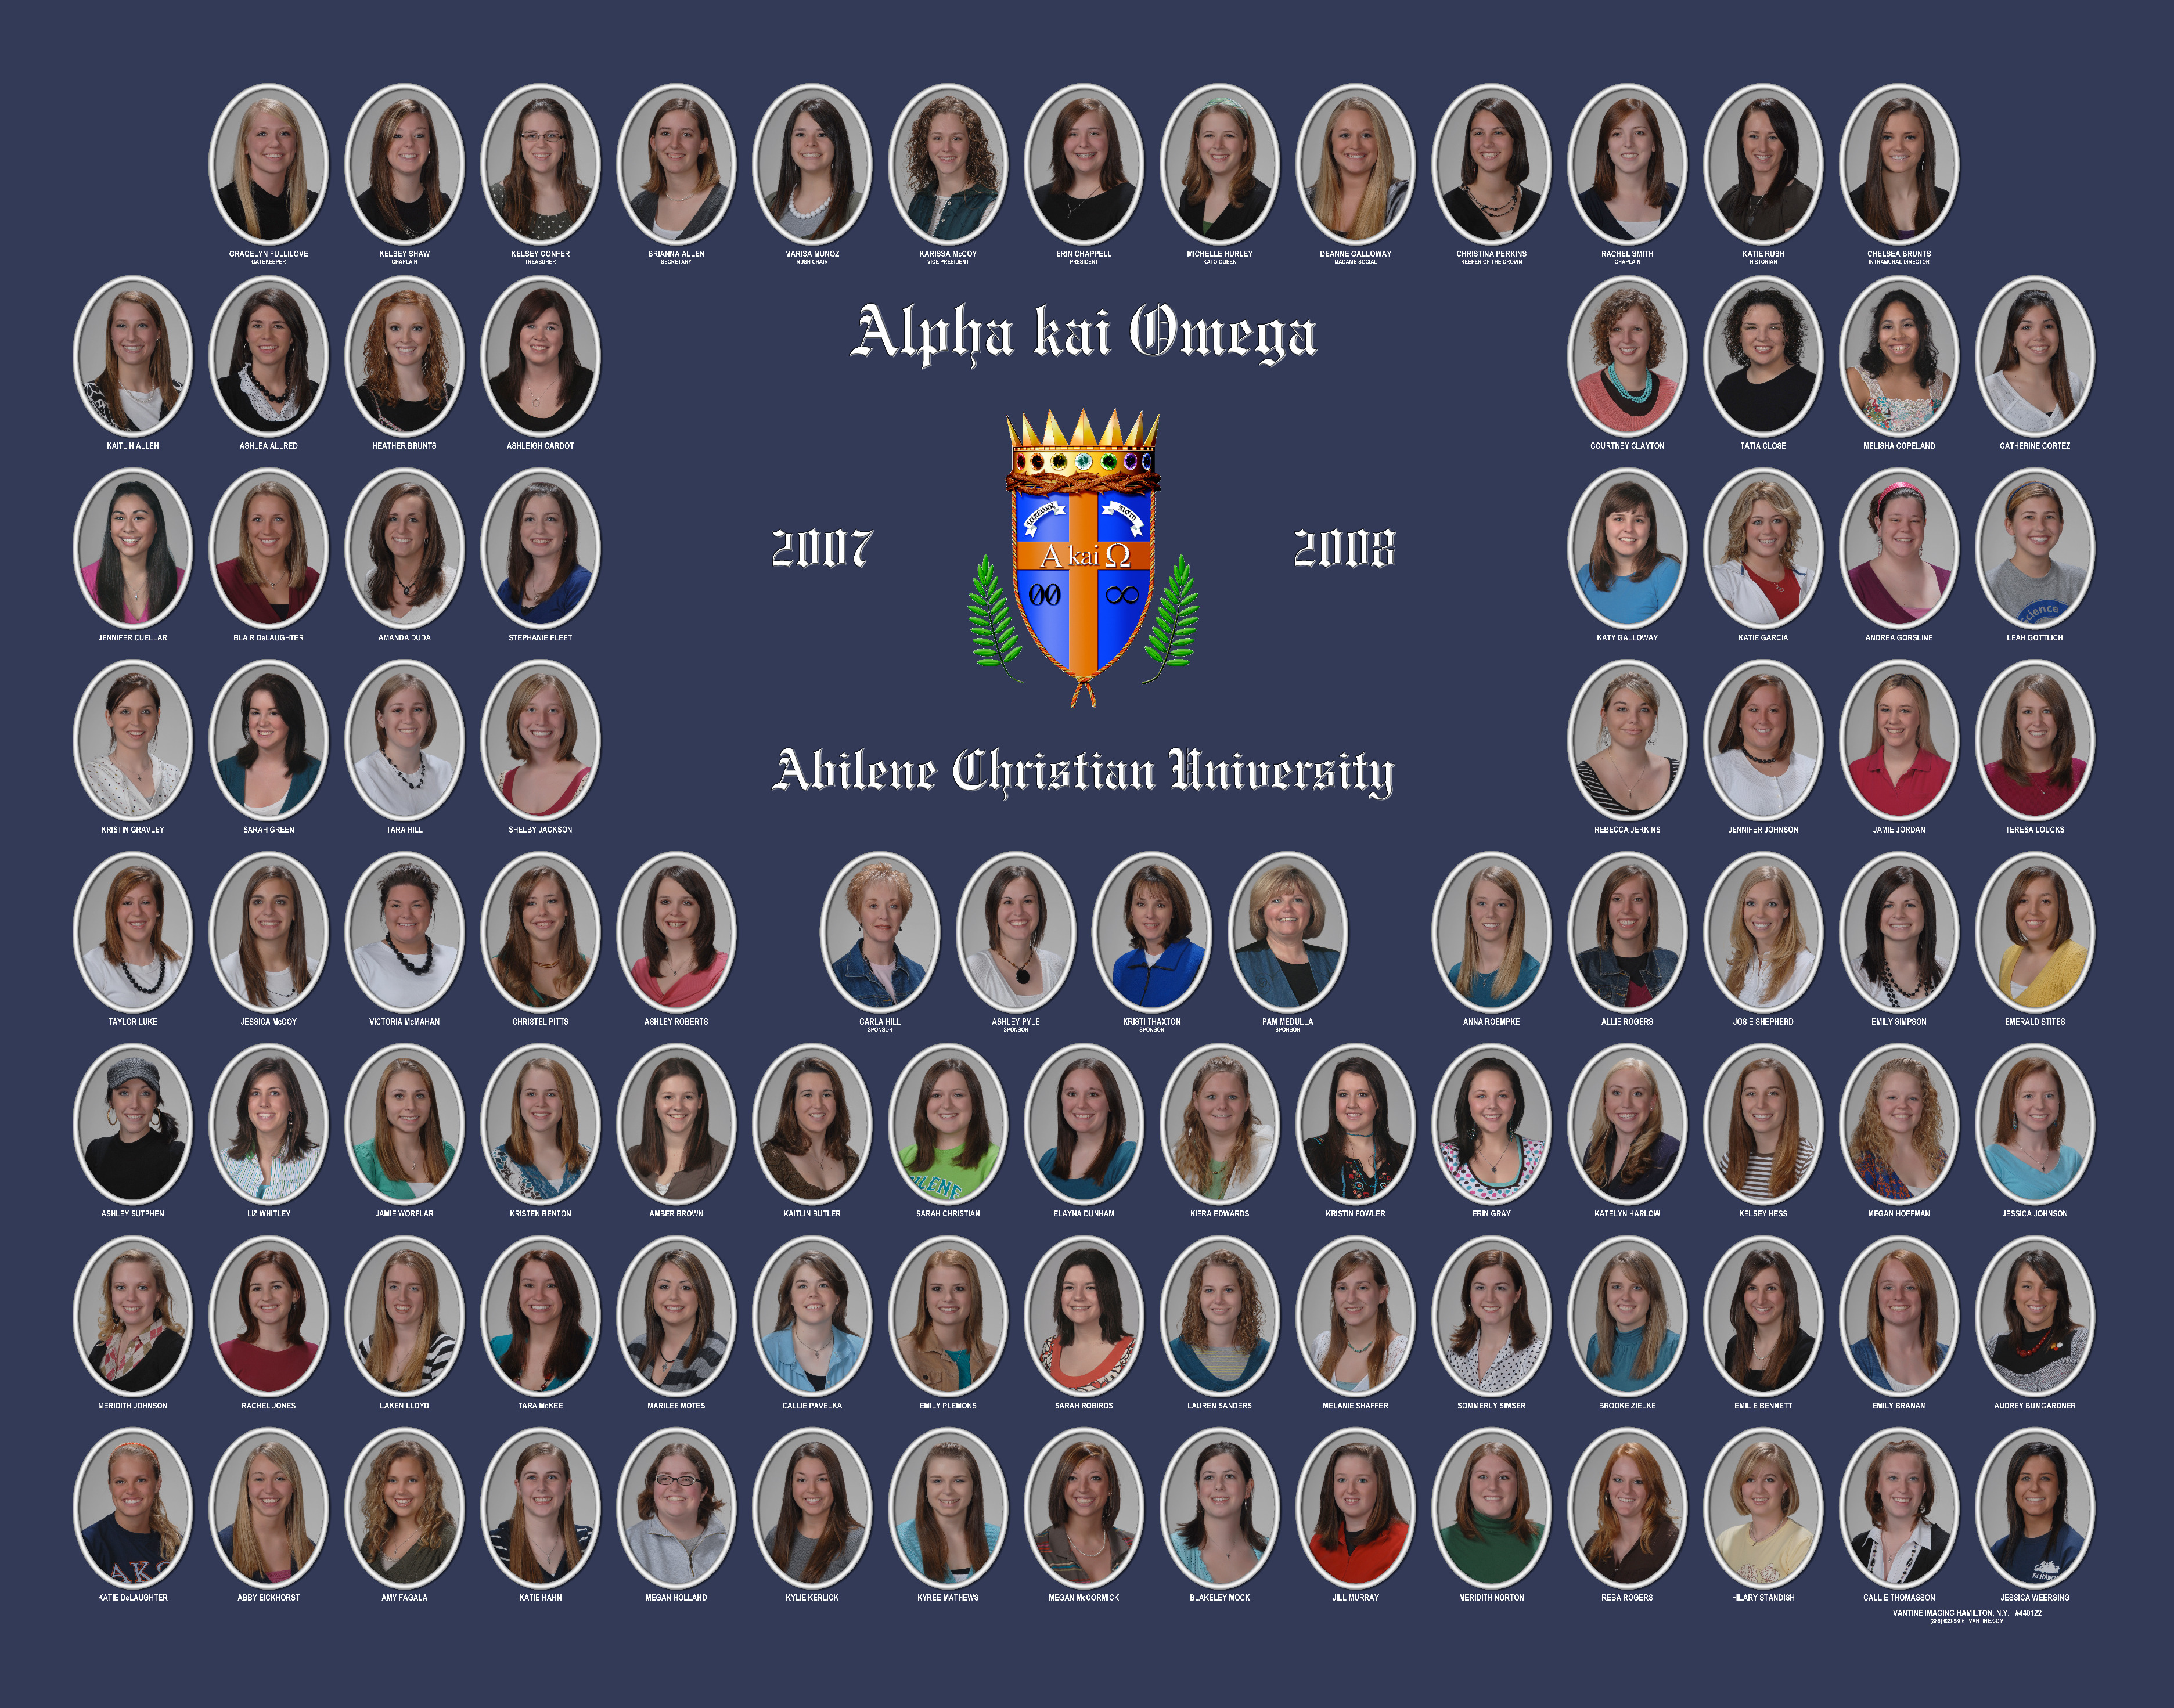 GRACELYN FULLILOVE KELSEY SHAW KELSEY CONFER BRIANNA ALLEN MARISA MUNOZ KARISSA McCOY ERIN CHAPPELL MICHELLE HURLEY DEANNE GALLOWAY CHRISTINA PERKINS RACHEL SMITH KATIE RUSH CHELSEA BRUNTS
GATEKEEPER CHAPLAIN TREASURER SECRETARY RUSH CHAIR VICE PRESIDENT PRESIDENT KAI-O QUEEN MADAME SOCIAL KEEPER OF THE CROWN CHAPLAIN HISTORIAN INTRAMURAL DIRECTOR
Alpha kai Omega
KAITLIN ALLEN ASHLEA ALLRED HEATHER BRUNTS ASHLEIGH CARDOT COURTNEY CLAYTON TATIA CLOSE MELISHA COPELAND CATHERINE CORTEZ
2007 A kai Ω 2008
00 ∞
Science
JENNIFER CUELLAR BLAIR DeLAUGHTER AMANDA DUDA STEPHANIE FLEET KATY GALLOWAY KATIE GARCIA ANDREA GORSLINE LEAH GOTTLICH
Abilene Christian University
KRISTIN GRAVLEY SARAH GREEN TARA HILL SHELBY JACKSON REBECCA JERKINS JENNIFER JOHNSON JAMIE JORDAN TERESA LOUCKS
TAYLOR LUKE JESSICA McCOY VICTORIA McMAHAN CHRISTEL PITTS ASHLEY ROBERTS CARLA HILL ASHLEY PYLE KRISTI THAXTON PAM MEDULLA ANNA ROEMPKE ALLIE ROGERS JOSIE SHEPHERD EMILY SIMPSON EMERALD STITES
SPONSOR SPONSOR SPONSOR SPONSOR
ILENE
ASHLEY SUTPHEN LIZ WHITLEY JAMIE WORFLAR KRISTEN BENTON AMBER BROWN KAITLIN BUTLER SARAH CHRISTIAN ELAYNA DUNHAM KIERA EDWARDS KRISTIN FOWLER ERIN GRAY KATELYN HARLOW KELSEY HESS MEGAN HOFFMAN JESSICA JOHNSON
MERIDITH JOHNSON RACHEL JONES LAKEN LLOYD TARA McKEE MARILEE MOTES CALLIE PAVELKA EMILY PLEMONS SARAH ROBIRDS LAUREN SANDERS MELANIE SHAFFER SOMMERLY SIMSER BROOKE ZIELKE EMILIE BENNETT EMILY BRANAM AUDREY BUMGARDNER
AKO
KATIE DeLAUGHTER ABBY EICKHORST AMY FAGALA KATIE HAHN MEGAN HOLLAND KYLIE KERLICK KYREE MATHEWS MEGAN McCORMICK BLAKELEY MOCK JILL MURRAY MERIDITH NORTON REBA ROGERS HILARY STANDISH CALLIE THOMASSON JESSICA WEERSING
VANTINE IMAGING HAMILTON, N.Y. #440122
VANTINE.COM